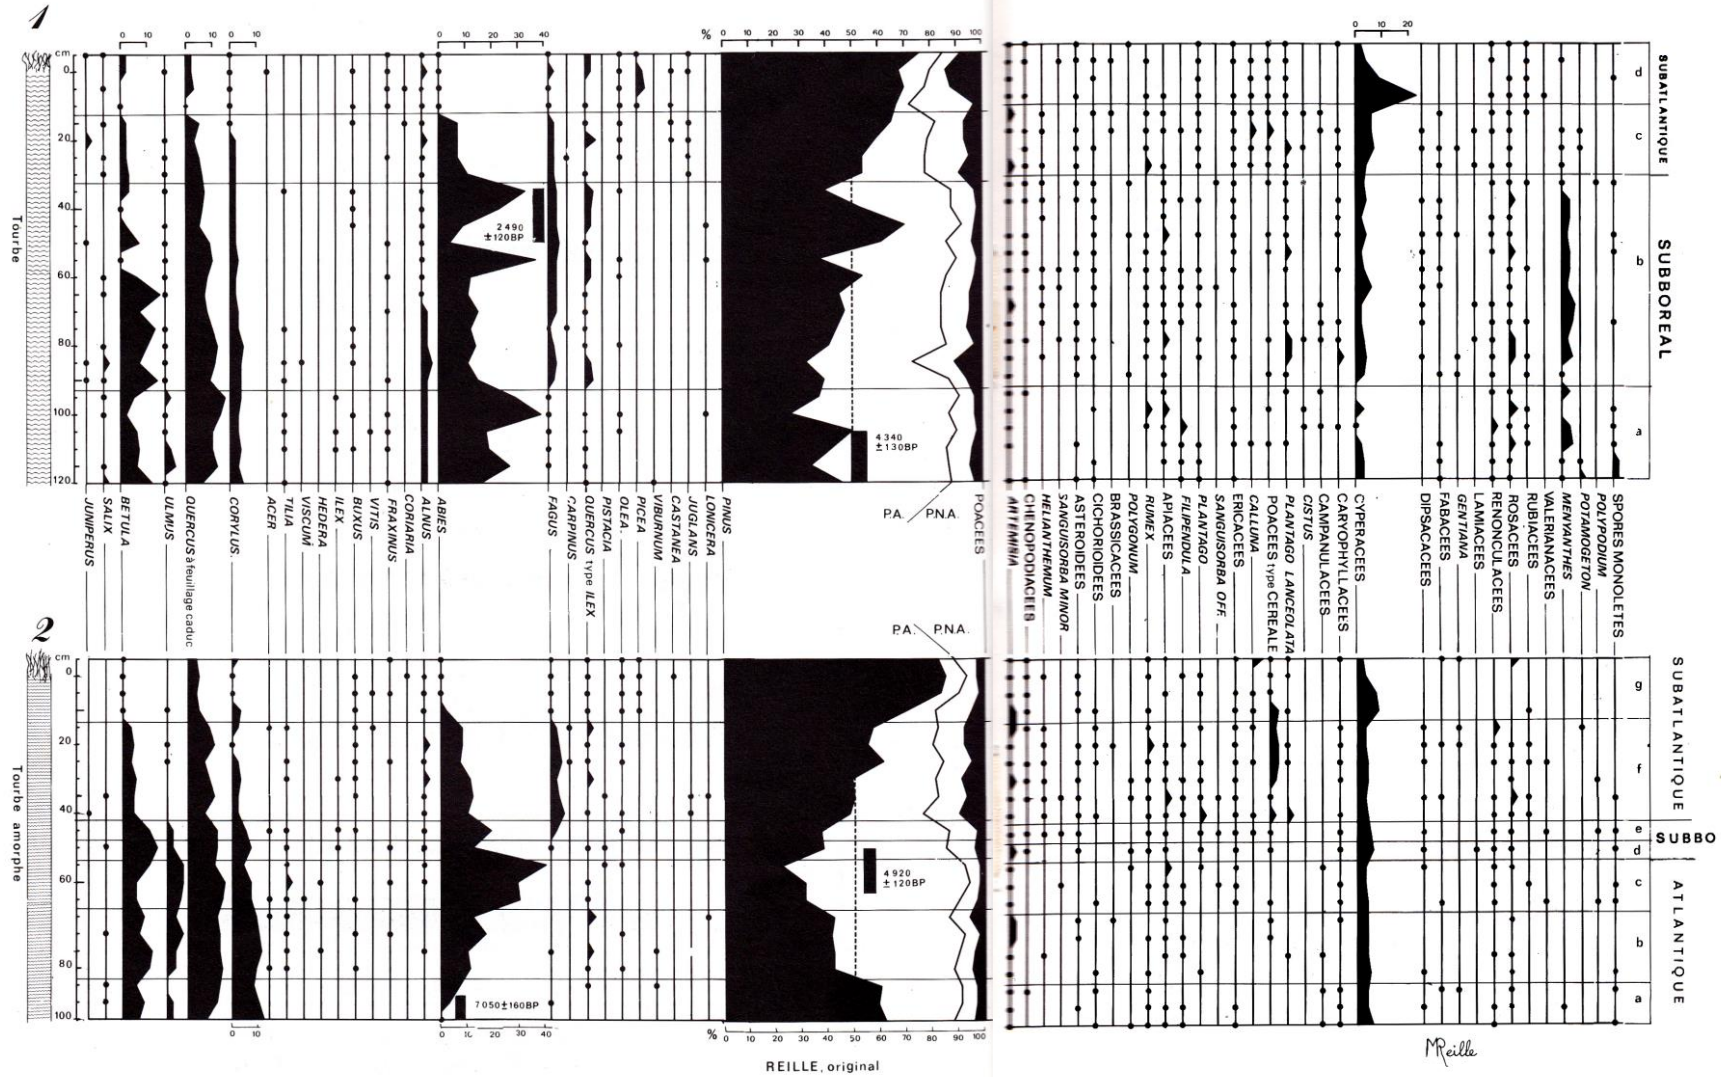 1
0 10
0 10
0 10
0 10 20 30 40
%
0 10 20 30 40 50 60 70 80 90 100
0 10 20
cm
0
20
40
60
80
100
120
Tourbe
2490
±120BP
4340
±130BP
d
c
b
a
SUBATLANTIQUE
SUBBOREAL
JUNIPERUS
SALIX
BETULA
ULMUS
QUERCUS à feuillage caduc
CORYLUS
ACER
TILIA
VISCUM
HEDERA
ILEX
BUXUS
VITIS
FRAXINUS
CORIARIA
ALNUS
ABIES
FAGUS
CARPINUS
QUERCUS type ILEX
PISTACIA
OLEA
VIBURNUM
CASTANEA
JUGLANS
LONICERA
PINUS
P.A. P.N.A.
POACEES
ARTEMISIA
CHENOPODIACEES
HELIANTHEMUM
SANGUISORBA MINOR
ASTEROIDEES
CICHORIOIDEES
BRASSICACEES
POLYGONUM
RUMEX
APIACEES
FILIPENDULA
PLANTAGO
SANGUISORBA OFF.
ERICACEES
CALLUNA
POACEES type CEREALE
PLANTAGO LANCEOLATA
CISTUS
CAMPANULACEES
CARYOPHYLLACEES
CYPERACEES
DIPSACACEES
FABACEES
GENTIANA
LAMIACEES
RENONCULACEES
ROSACEES
RUBIACEES
VALERIANACEES
MENYANTHES
POTAMOGETON
POLYPODIUM
SPORES MONOLETES
PICEA
2
P.A. P.N.A.
cm
0
20
40
60
80
100
Tourbe amorphe
4920
±120BP
7050±160BP
g
f
e
d
c
b
a
SUBATLANTIQUE
SUBBO
ATLANTIQUE
0 10
0 10 20 30 40
%
0 10 20 30 40 50 60 70 80 90 100
REILLE, original
MReille